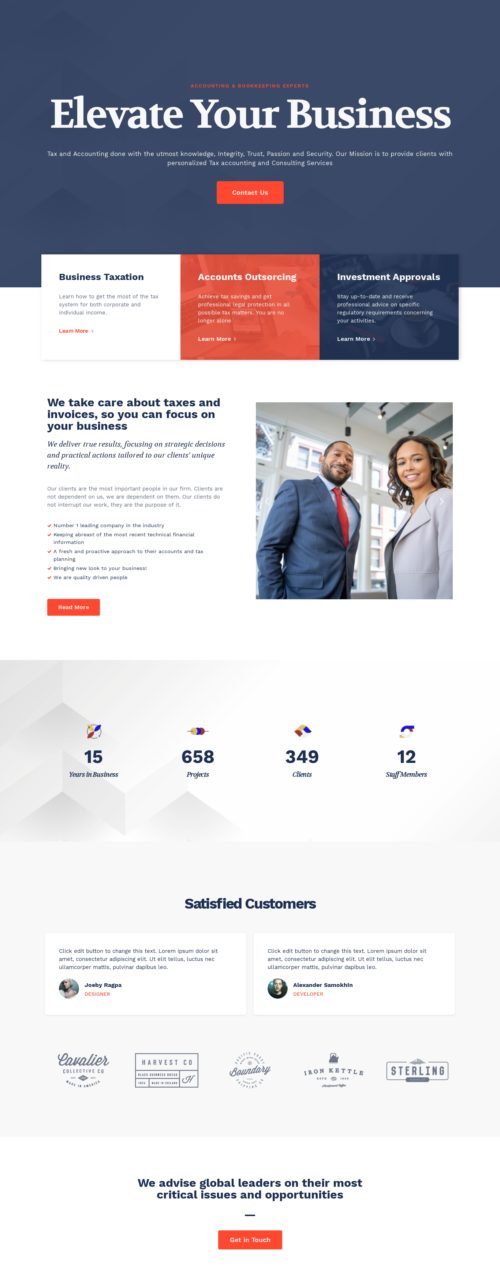 ACCOUNTING & BOOKKEEPING EXPERTS
Elevate Your Business
Tax and Accounting done with the utmost knowledge, Integrity, Trust, Passion and Security. Our Mission is to provide clients with
personalized Tax accounting and Consulting Services
Contact Us
Business Taxation
Learn how to get the most of the tax
system for both corporate and
individual income.
Learn More
Accounts Outsorcing
Achieve tax savings and get
professional legal protection in all
possible tax matters. You are no
longer alone
Learn More
Investment Approvals
Stay up-to-date and receive
professional advice on specific
regulatory requirements concerning
your activities.
Learn More
We take care about taxes and
invoices, so you can focus on
your business
We deliver true results, focusing on strategic decisions
and practical actions tailored to our clients' unique
reality.
Our clients are the most important people in our firm. Clients are
not dependent on us, we are dependent on them. Our clients do
not interrupt our work, they are the purpose of it.
Number 1 leading company in the industry
Keeping abreast of the most recent technical financial
information
A fresh and proactive approach to their accounts and tax
planning
Bringing new look to your business!
We are quality driven people
Read More
15
Years in Business
658
Projects
349
Clients
12
Staff Members
Satisfied Customers
Click edit button to change this text. Lorem ipsum dolor sit
amet, consectetur adipiscing elit. Ut elit tellus, luctus nec
ullamcorper mattis, pulvinar dapibus leo.
Joeby Ragpa
DESIGNER
Click edit button to change this text. Lorem ipsum dolor sit
amet, consectetur adipiscing elit. Ut elit tellus, luctus nec
ullamcorper mattis, pulvinar dapibus leo.
Alexander Samokhin
DEVELOPER
Cavalier
COLLECTIVE CO
MADE IN AMERICA
HARVEST CO
H
Boundary
IRON KETTLE
STERLING
We advise global leaders on their most
critical issues and opportunities
Get in Touch